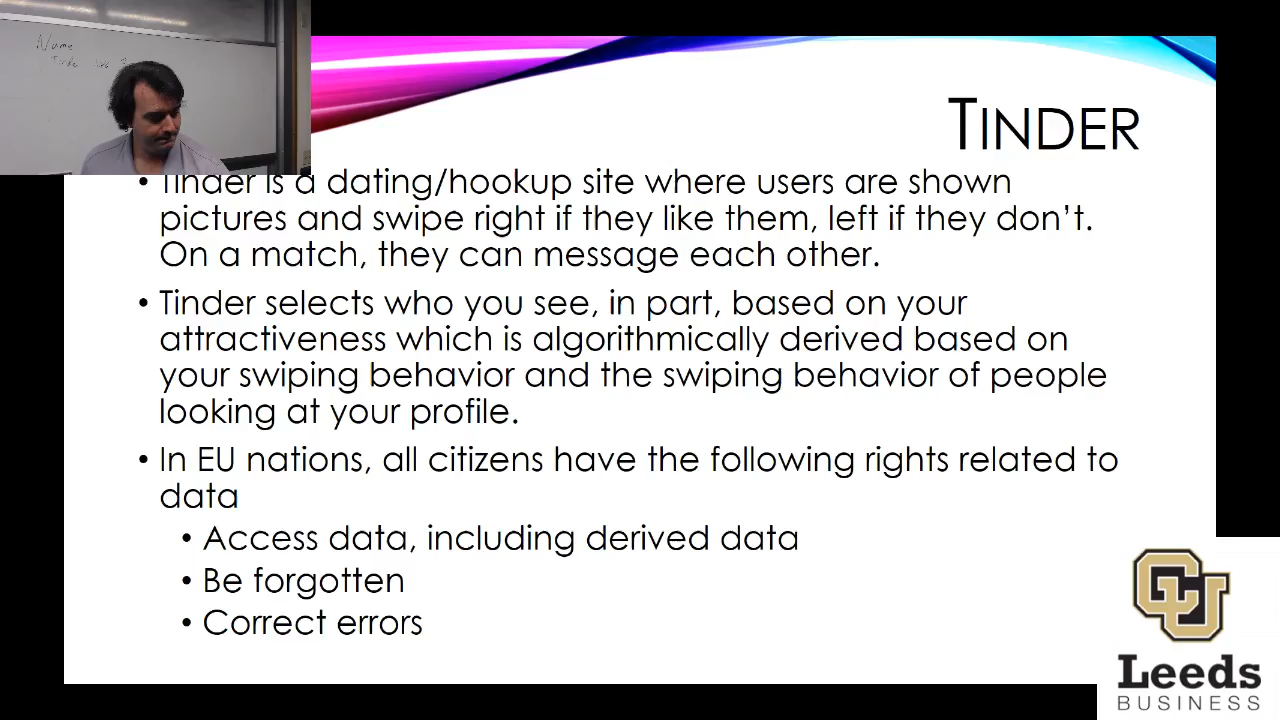 Name
TINDER
• Tinder is a dating/hookup site where users are shown
pictures and swipe right if they like them, left if they don't.
On a match, they can message each other.
• Tinder selects who you see, in part, based on your
attractiveness which is algorithmically derived based on
your swiping behavior and the swiping behavior of people
looking at your profile.
• In EU nations, all citizens have the following rights related to
data
• Access data, including derived data
• Be forgotten
• Correct errors
CU
Leeds
BUSINESS